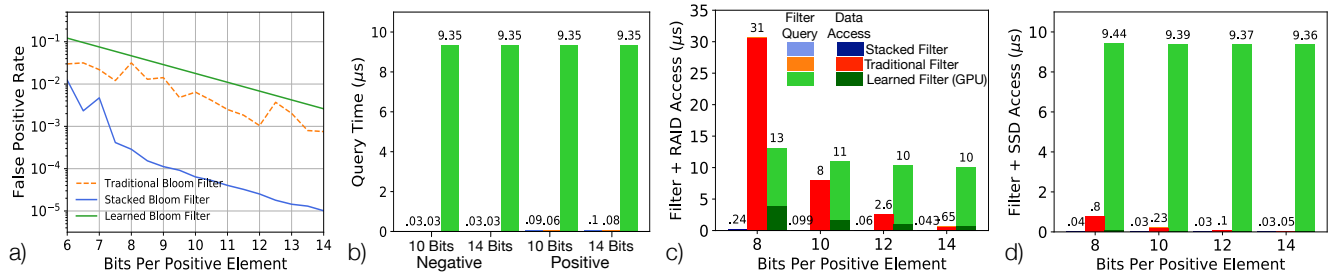 False Positive Rate
10⁻¹
10⁻²
10⁻³
10⁻⁴
10⁻⁵
Traditional Bloom Filter
Stacked Bloom Filter
Learned Bloom Filter
6 7 8 9 10 11 12 13 14
Bits Per Positive Element
a)
Query Time (μs)
10
8
6
4
2
0
.03 .03 9.35
.03 .03 9.35
.09 .06 9.35
.1 .08 9.35
10 Bits 14 Bits 10 Bits 14 Bits
Negative Positive
b)
Filter + RAID Access (μs)
35
30
25
20
15
10
5
0
Filter Data
Query Access
Stacked Filter
Traditional Filter
Learned Filter (GPU)
.24 31 13
.099 8 11
.06 2.6 10
.043 .65 10
8 10 12 14
Bits Per Positive Element
c)
Filter + SSD Access (μs)
10
8
6
4
2
0
.04 .8 9.44
.03 .23 9.39
.03 .1 9.37
.03 .05 9.36
8 10 12 14
Bits Per Positive Element
d)